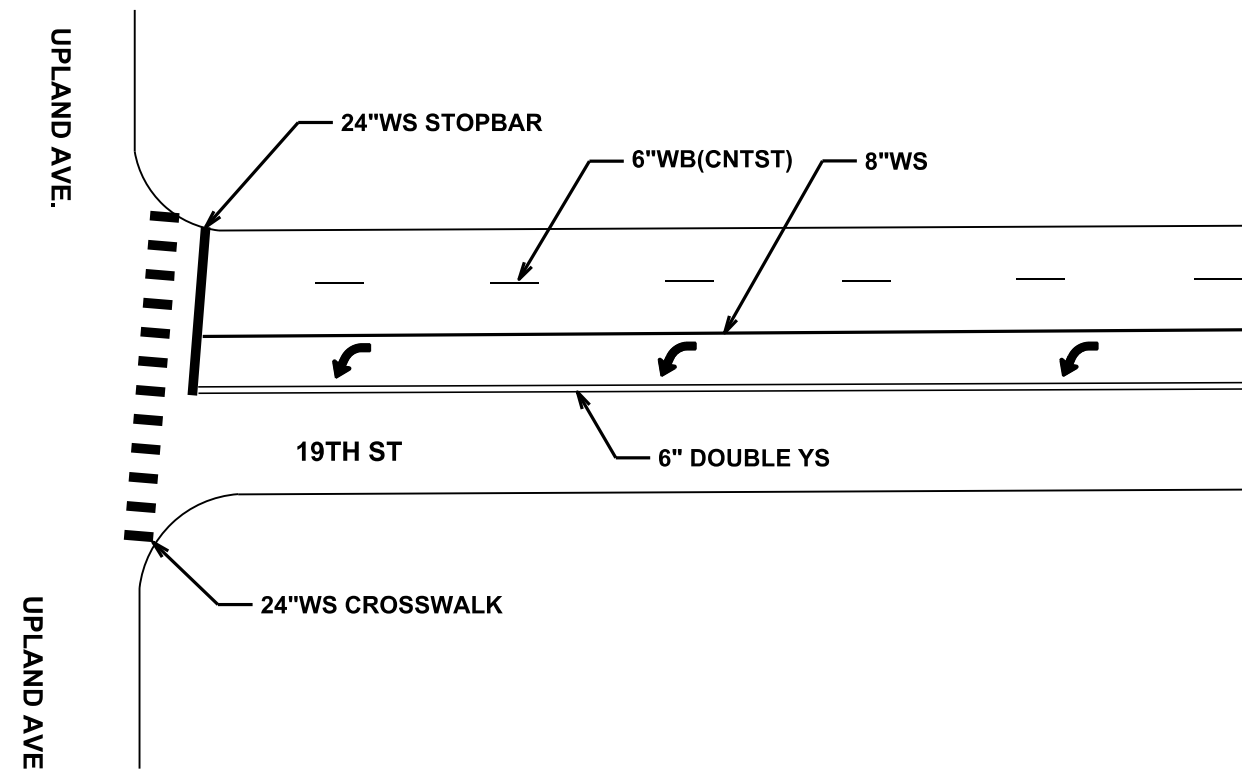 UPLAND AVE.
24"WS STOPBAR
6"WB(CNTST)
8"WS
19TH ST
6" DOUBLE YS
24"WS CROSSWALK
UPLAND AVE